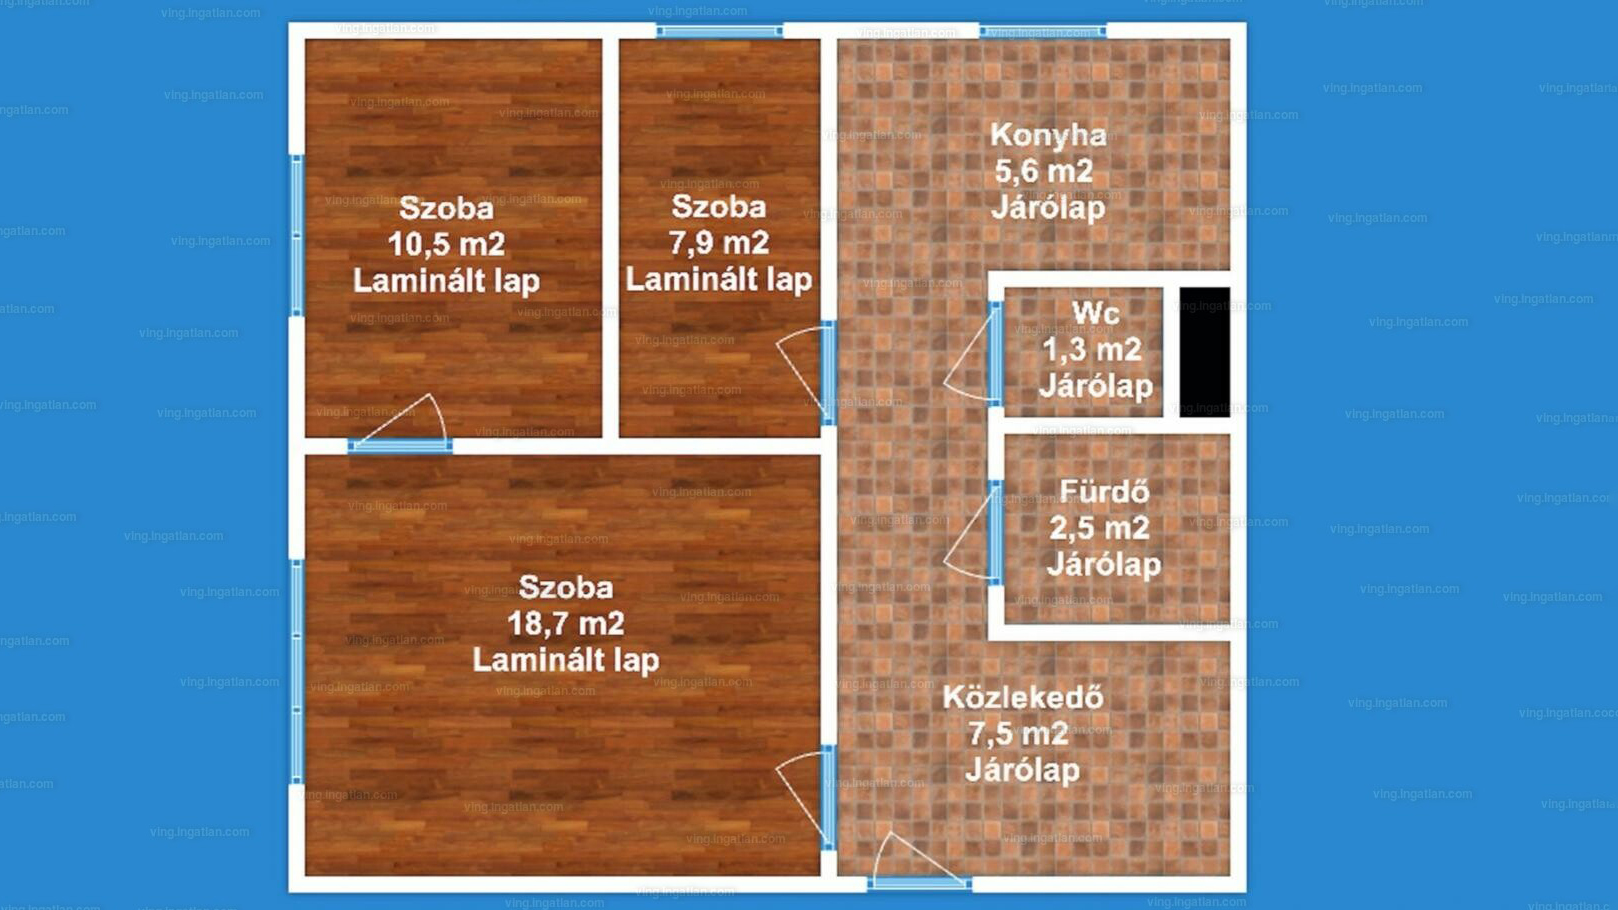 Szoba
10,5 m2
Laminált lap
Szoba
7,9 m2
Laminált lap
Konyha
5,6 m2
Járólap
Wc
1,3 m2
Járólap
Fürdő
2,5 m2
Járólap
Szoba
18,7 m2
Laminált lap
Közlekedő
7,5 m2
Járólap
ving.ingatlan.com